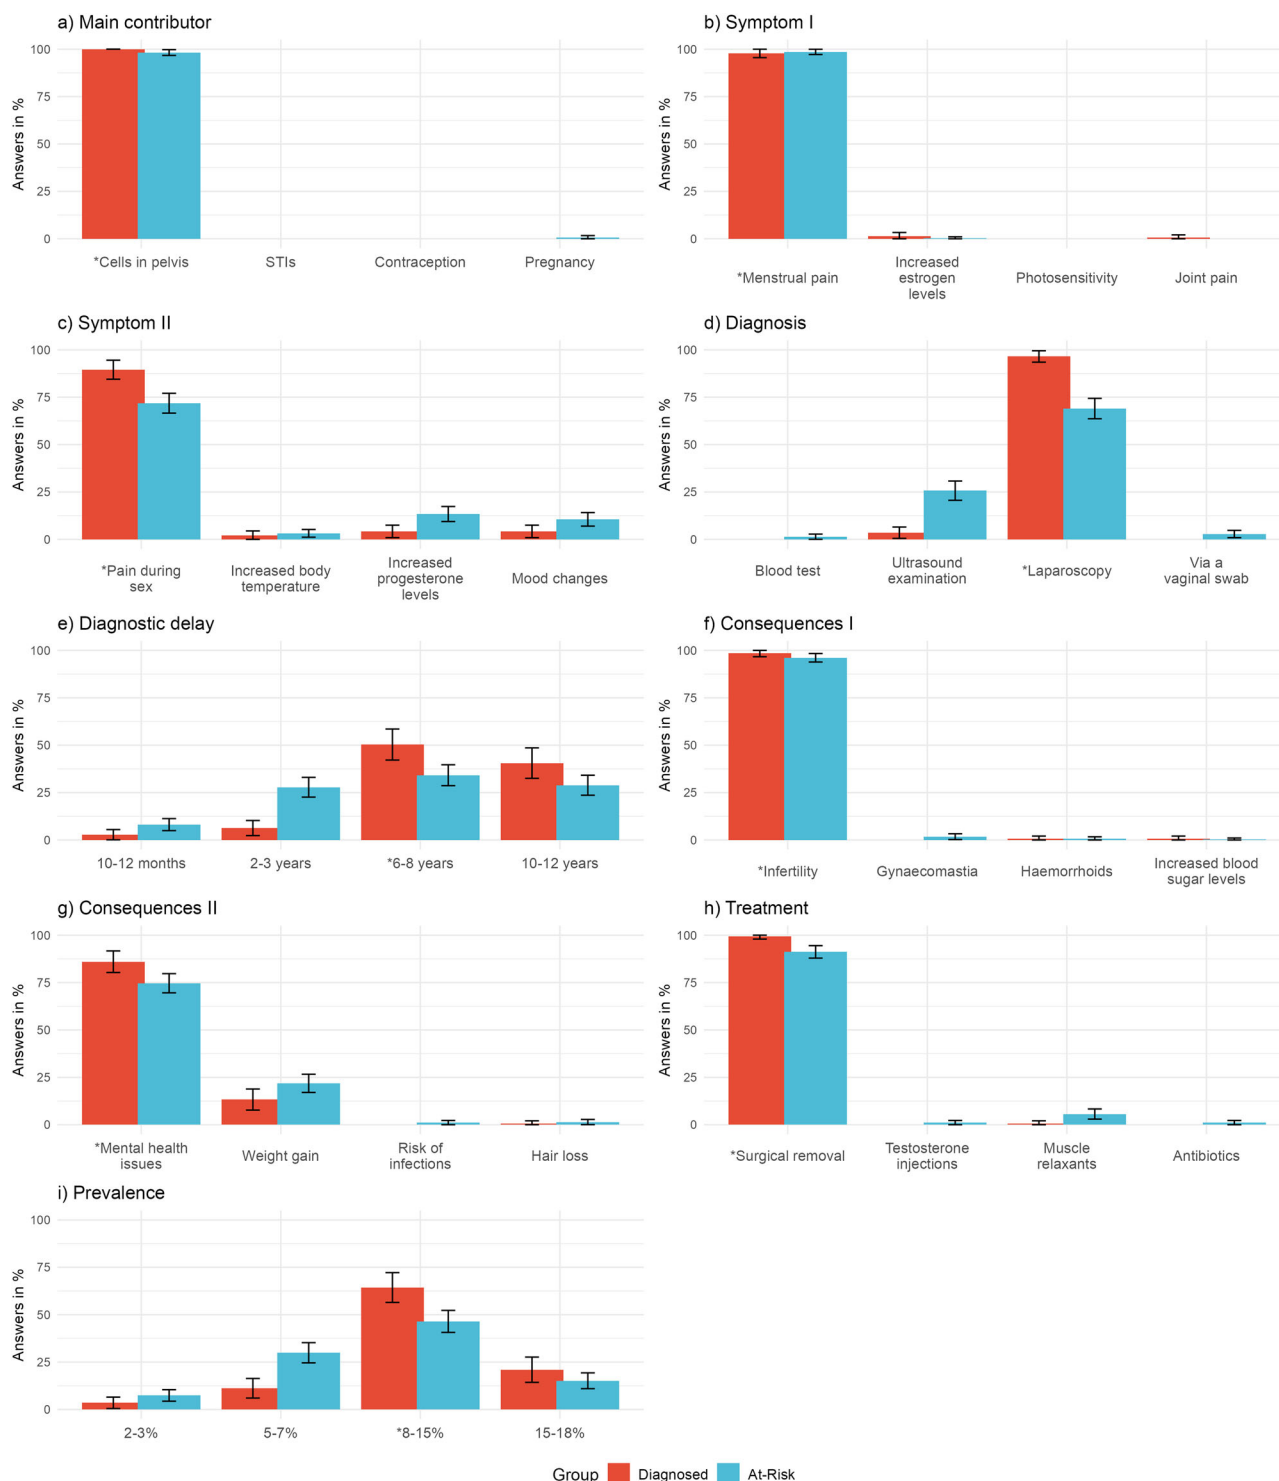 a) Main contributor
Answers in %
100
75
50
25
0
*Cells in pelvis
STIs
Contraception
Pregnancy
b) Symptom I
Answers in %
100
75
50
25
0
*Menstrual pain
Increased
estrogen
levels
Photosensitivity
Joint pain
c) Symptom II
Answers in %
100
75
50
25
0
*Pain during
sex
Increased body
temperature
Increased
progesterone
levels
Mood changes
d) Diagnosis
Answers in %
100
75
50
25
0
Blood test
Ultrasound
examination
*Laparoscopy
Via a
vaginal swab
e) Diagnostic delay
Answers in %
100
75
50
25
0
10-12 months
2-3 years
*6-8 years
10-12 years
f) Consequences I
Answers in %
100
75
50
25
0
*Infertility
Gynaecomastia
Haemorrhoids
Increased blood
sugar levels
g) Consequences II
Answers in %
100
75
50
25
0
*Mental health
issues
Weight gain
Risk of
infections
Hair loss
h) Treatment
Answers in %
100
75
50
25
0
*Surgical removal
Testosterone
injections
Muscle
relaxants
Antibiotics
i) Prevalence
Answers in %
100
75
50
25
0
2-3%
5-7%
*8-15%
15-18%
Group Diagnosed At-Risk